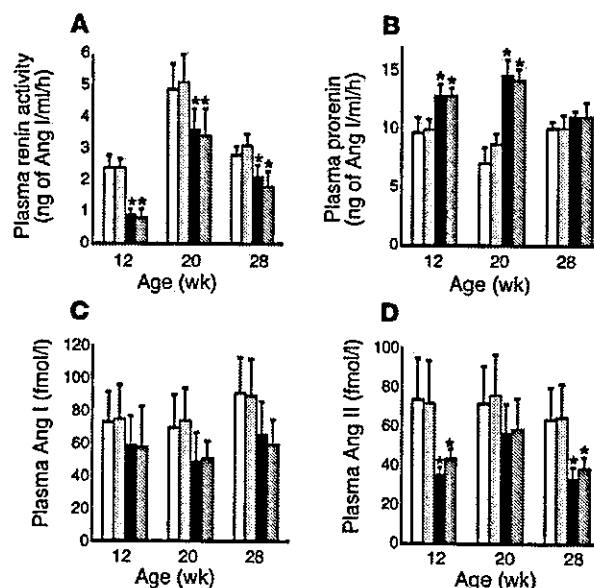 A
Plasma renin activity
(ng of Ang I/ml/h)
6
5
4
3
2
1
0
**
**
* *
12 20 28
Age (wk)
B
Plasma prorenin
(ng of Ang I/ml/h)
15
10
5
0
* *
* *
12 20 28
Age (wk)
C
Plasma Ang I (fmol/l)
120
100
80
60
40
20
0
12 20 28
Age (wk)
D
Plasma Ang II (fmol/l)
100
80
60
40
20
0
* *
* *
12 20 28
Age (wk)